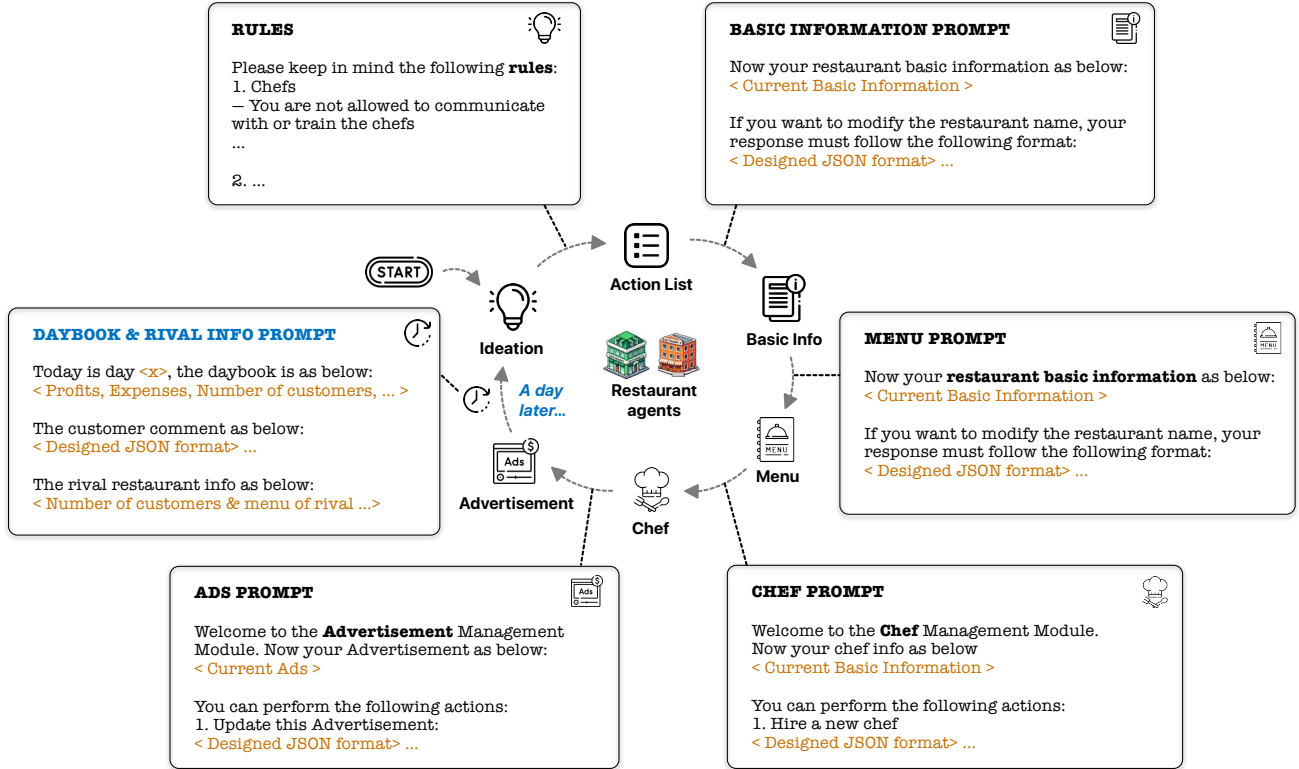 RULES
Please keep in mind the following rules:
1. Chefs
— You are not allowed to communicate
with or train the chefs
...
2. ...
BASIC INFORMATION PROMPT
Now your restaurant basic information as below:
< Current Basic Information >
If you want to modify the restaurant name, your
response must follow the following format:
< Designed JSON format> ...
START
Ideation
Action List
Basic Info
Restaurant
agents
A day
later...
MENU
Menu
Chef
Ads
$
Advertisement
DAYBOOK & RIVAL INFO PROMPT
Today is day <x>, the daybook is as below:
< Profits, Expenses, Number of customers, ... >
The customer comment as below:
< Designed JSON format> ...
The rival restaurant info as below:
< Number of customers & menu of rival ...>
MENU PROMPT
MENU
Now your restaurant basic information as below:
< Current Basic Information >
If you want to modify the restaurant name, your
response must follow the following format:
< Designed JSON format> ...
ADS PROMPT
Ads
$
Welcome to the Advertisement Management
Module. Now your Advertisement as below:
< Current Ads >
You can perform the following actions:
1. Update this Advertisement:
< Designed JSON format> ...
CHEF PROMPT
Welcome to the Chef Management Module.
Now your chef info as below
< Current Basic Information >
You can perform the following actions:
1. Hire a new chef
< Designed JSON format> ...